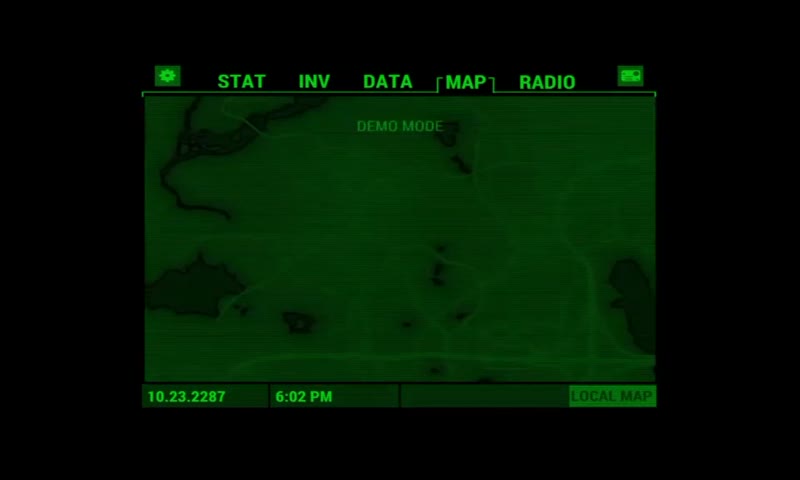 STAT INV DATA MAP RADIO
DEMO MODE
10.23.2287 6:02 PM LOCAL MAP